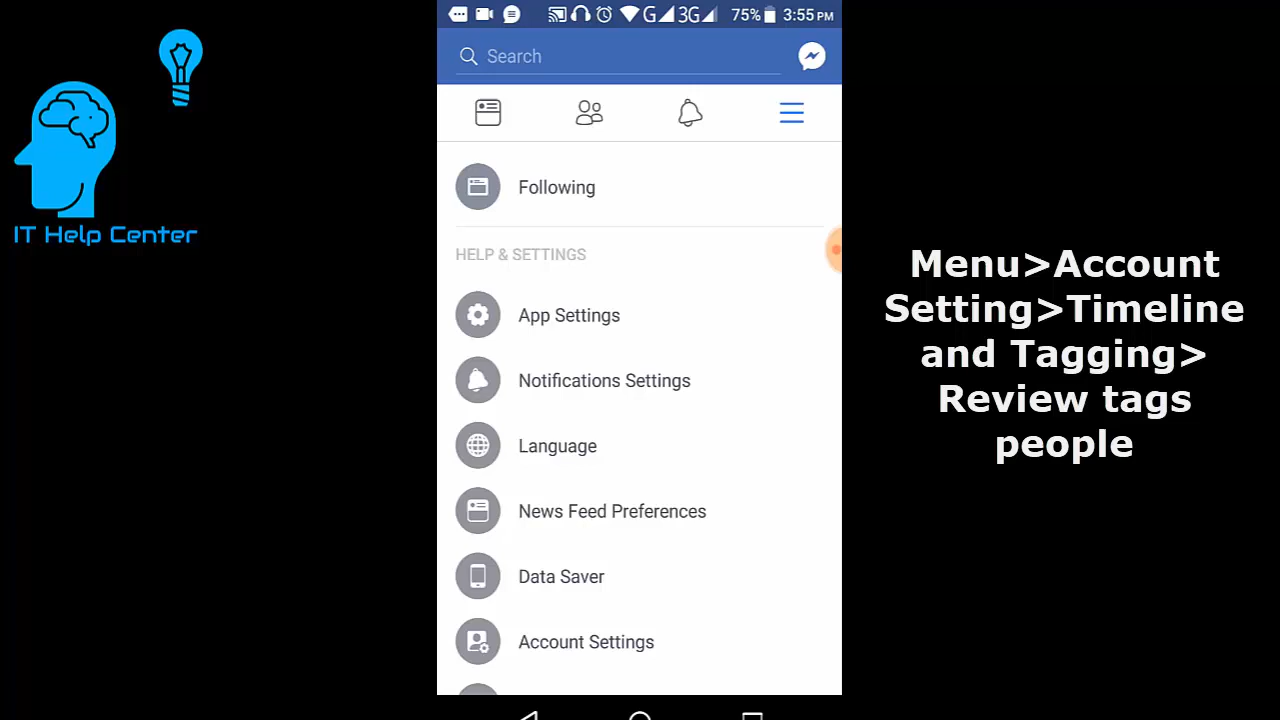 G 3G 75% 3:55 PM
Search
Following
HELP & SETTINGS
App Settings
Notifications Settings
Language
News Feed Preferences
Data Saver
Account Settings
IT Help Center
Menu>Account
Setting>Timeline
and Tagging>
Review tags
people